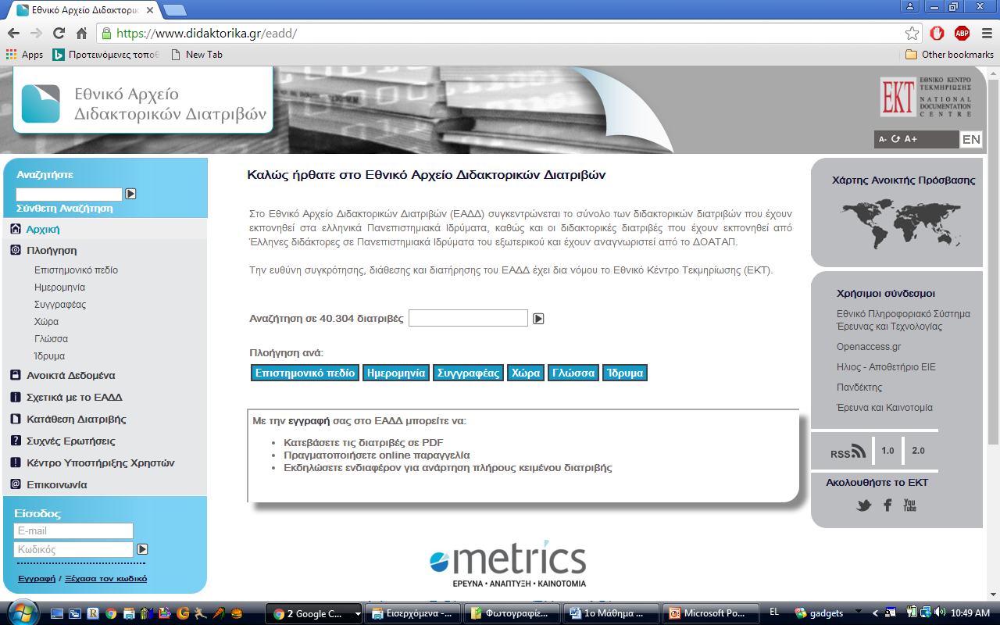 Εθνικό Αρχείο Διδακτορικ
https://www.didaktorika.gr/eadd/
ABP
Apps
Προτεινόμενες τοποθ
New Tab
Other bookmarks
Εθνικό Αρχείο
Διδακτορικών Διατριβών
ΕΚΤ
ΕΘΝΙΚΟ ΚΕΝΤΡΟ
ΤΕΚΜΗΡΙΩΣΗΣ
NATIONAL
DOCUMENTATION
CENTRE
A- A+
EN
Αναζητήστε
Σύνθετη Αναζήτηση
Αρχική
Πλοήγηση
Επιστημονικό πεδίο
Ημερομηνία
Συγγραφέας
Χώρα
Γλώσσα
Ίδρυμα
Ανοικτά Δεδομένα
Σχετικά με το ΕΑΔΔ
Κατάθεση Διατριβής
Συχνές Ερωτήσεις
Κέντρο Υποστήριξης Χρηστών
Επικοινωνία
Είσοδος
E-mail
Κωδικός
Εγγραφή / Ξέχασα τον κωδικό
Καλώς ήρθατε στο Εθνικό Αρχείο Διδακτορικών Διατριβών
Στο Εθνικό Αρχείο Διδακτορικών Διατριβών (ΕΑΔΔ) συγκεντρώνεται το σύνολο των διδακτορικών διατριβών που έχουν
εκπονηθεί στα ελληνικά Πανεπιστημιακά Ιδρύματα, καθώς και οι διδακτορικές διατριβές που έχουν εκπονηθεί από
Έλληνες διδάκτορες σε Πανεπιστημιακά Ιδρύματα του εξωτερικού και έχουν αναγνωριστεί από το ΔΟΑΤΑΠ.
Την ευθύνη συγκρότησης, διάθεσης και διατήρησης του ΕΑΔΔ έχει δια νόμου το Εθνικό Κέντρο Τεκμηρίωσης (ΕΚΤ).
Αναζήτηση σε 40.304 διατριβές
Πλοήγηση ανά:
Επιστημονικό πεδίο Ημερομηνία Συγγραφέας Χώρα Γλώσσα Ίδρυμα
Με την εγγραφή σας στο ΕΑΔΔ μπορείτε να:
• Κατεβάσετε τις διατριβές σε PDF
• Πραγματοποιήσετε online παραγγελία
• Εκδηλώσετε ενδιαφέρον για ανάρτηση πλήρους κειμένου διατριβής
metrics
ΕΡΕΥΝΑ • ΑΝΑΠΤΥΞΗ • ΚΑΙΝΟΤΟΜΙΑ
Χάρτης Ανοικτής Πρόσβασης
Χρήσιμοι σύνδεσμοι
Εθνικό Πληροφοριακό Σύστημα
Έρευνας και Τεχνολογίας
Openaccess.gr
Ηλιος - Αποθετήριο ΕΙΕ
Πανδέκτης
Έρευνα και Καινοτομία
RSS 1.0 2.0
Ακολουθήστε το ΕΚΤ
You
Tube
2 Google C...
Εισερχόμενα -...
Φωτογραφίε...
1ο Μάθημα ...
Microsoft Po...
EL
gadgets
10:49 AM